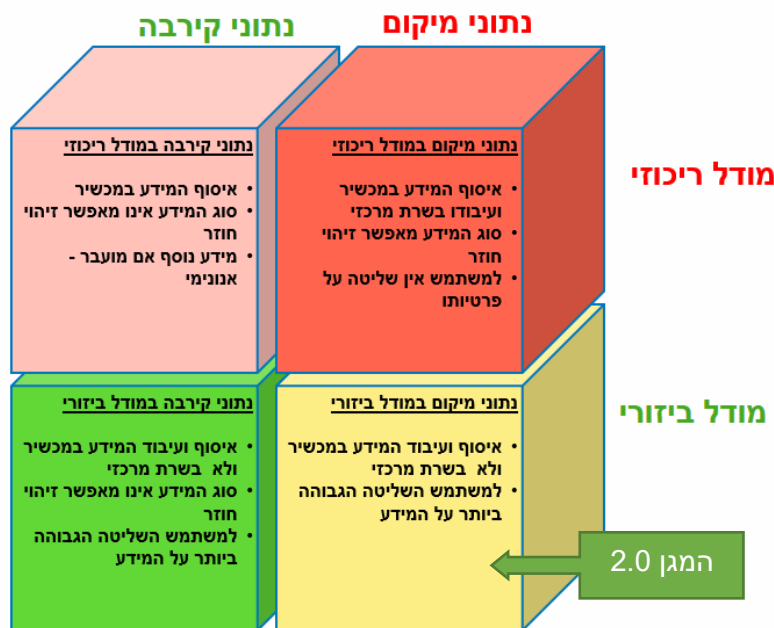 נתוני מיקום
נתוני קירבה
מודל ריכוזי
נתוני מיקום במודל ריכוזי
• איסוף המידע במכשיר
ועיבודו בשרת מרכזי
• סוג המידע מאפשר זיהוי
חוזר
• למשתמש אין שליטה על
פרטיותו
נתוני קירבה במודל ריכוזי
• איסוף המידע במכשיר
• סוג המידע אינו מאפשר זיהוי
חוזר
• מידע נוסף אם מועבר -
אנונימי
מודל ביזורי
נתוני מיקום במודל ביזורי
• איסוף ועיבוד המידע במכשיר
ולא בשרת מרכזי
• למשתמש השליטה הגבוהה
ביותר על המידע
המגן 2.0
נתוני קירבה במודל ביזורי
• איסוף ועיבוד המידע במכשיר
ולא בשרת מרכזי
• סוג המידע אינו מאפשר זיהוי
חוזר
• למשתמש השליטה הגבוהה
ביותר על המידע